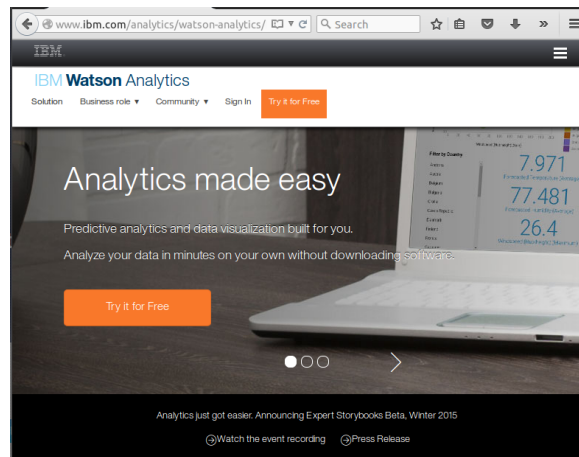 www.ibm.com/analytics/watson-analytics/
Search
IBM
IBM Watson Analytics
Solution Business role ▼ Community ▼ Sign In Try it for Free
Analytics made easy
Predictive analytics and data visualization built for you.
Analyze your data in minutes on your own without downloading software.
Try it for Free
Filter by Country
7.971
77.481
26.4
Analytics just got easier. Announcing Expert Storybooks Beta, Winter 2015
Watch the event recording Press Release